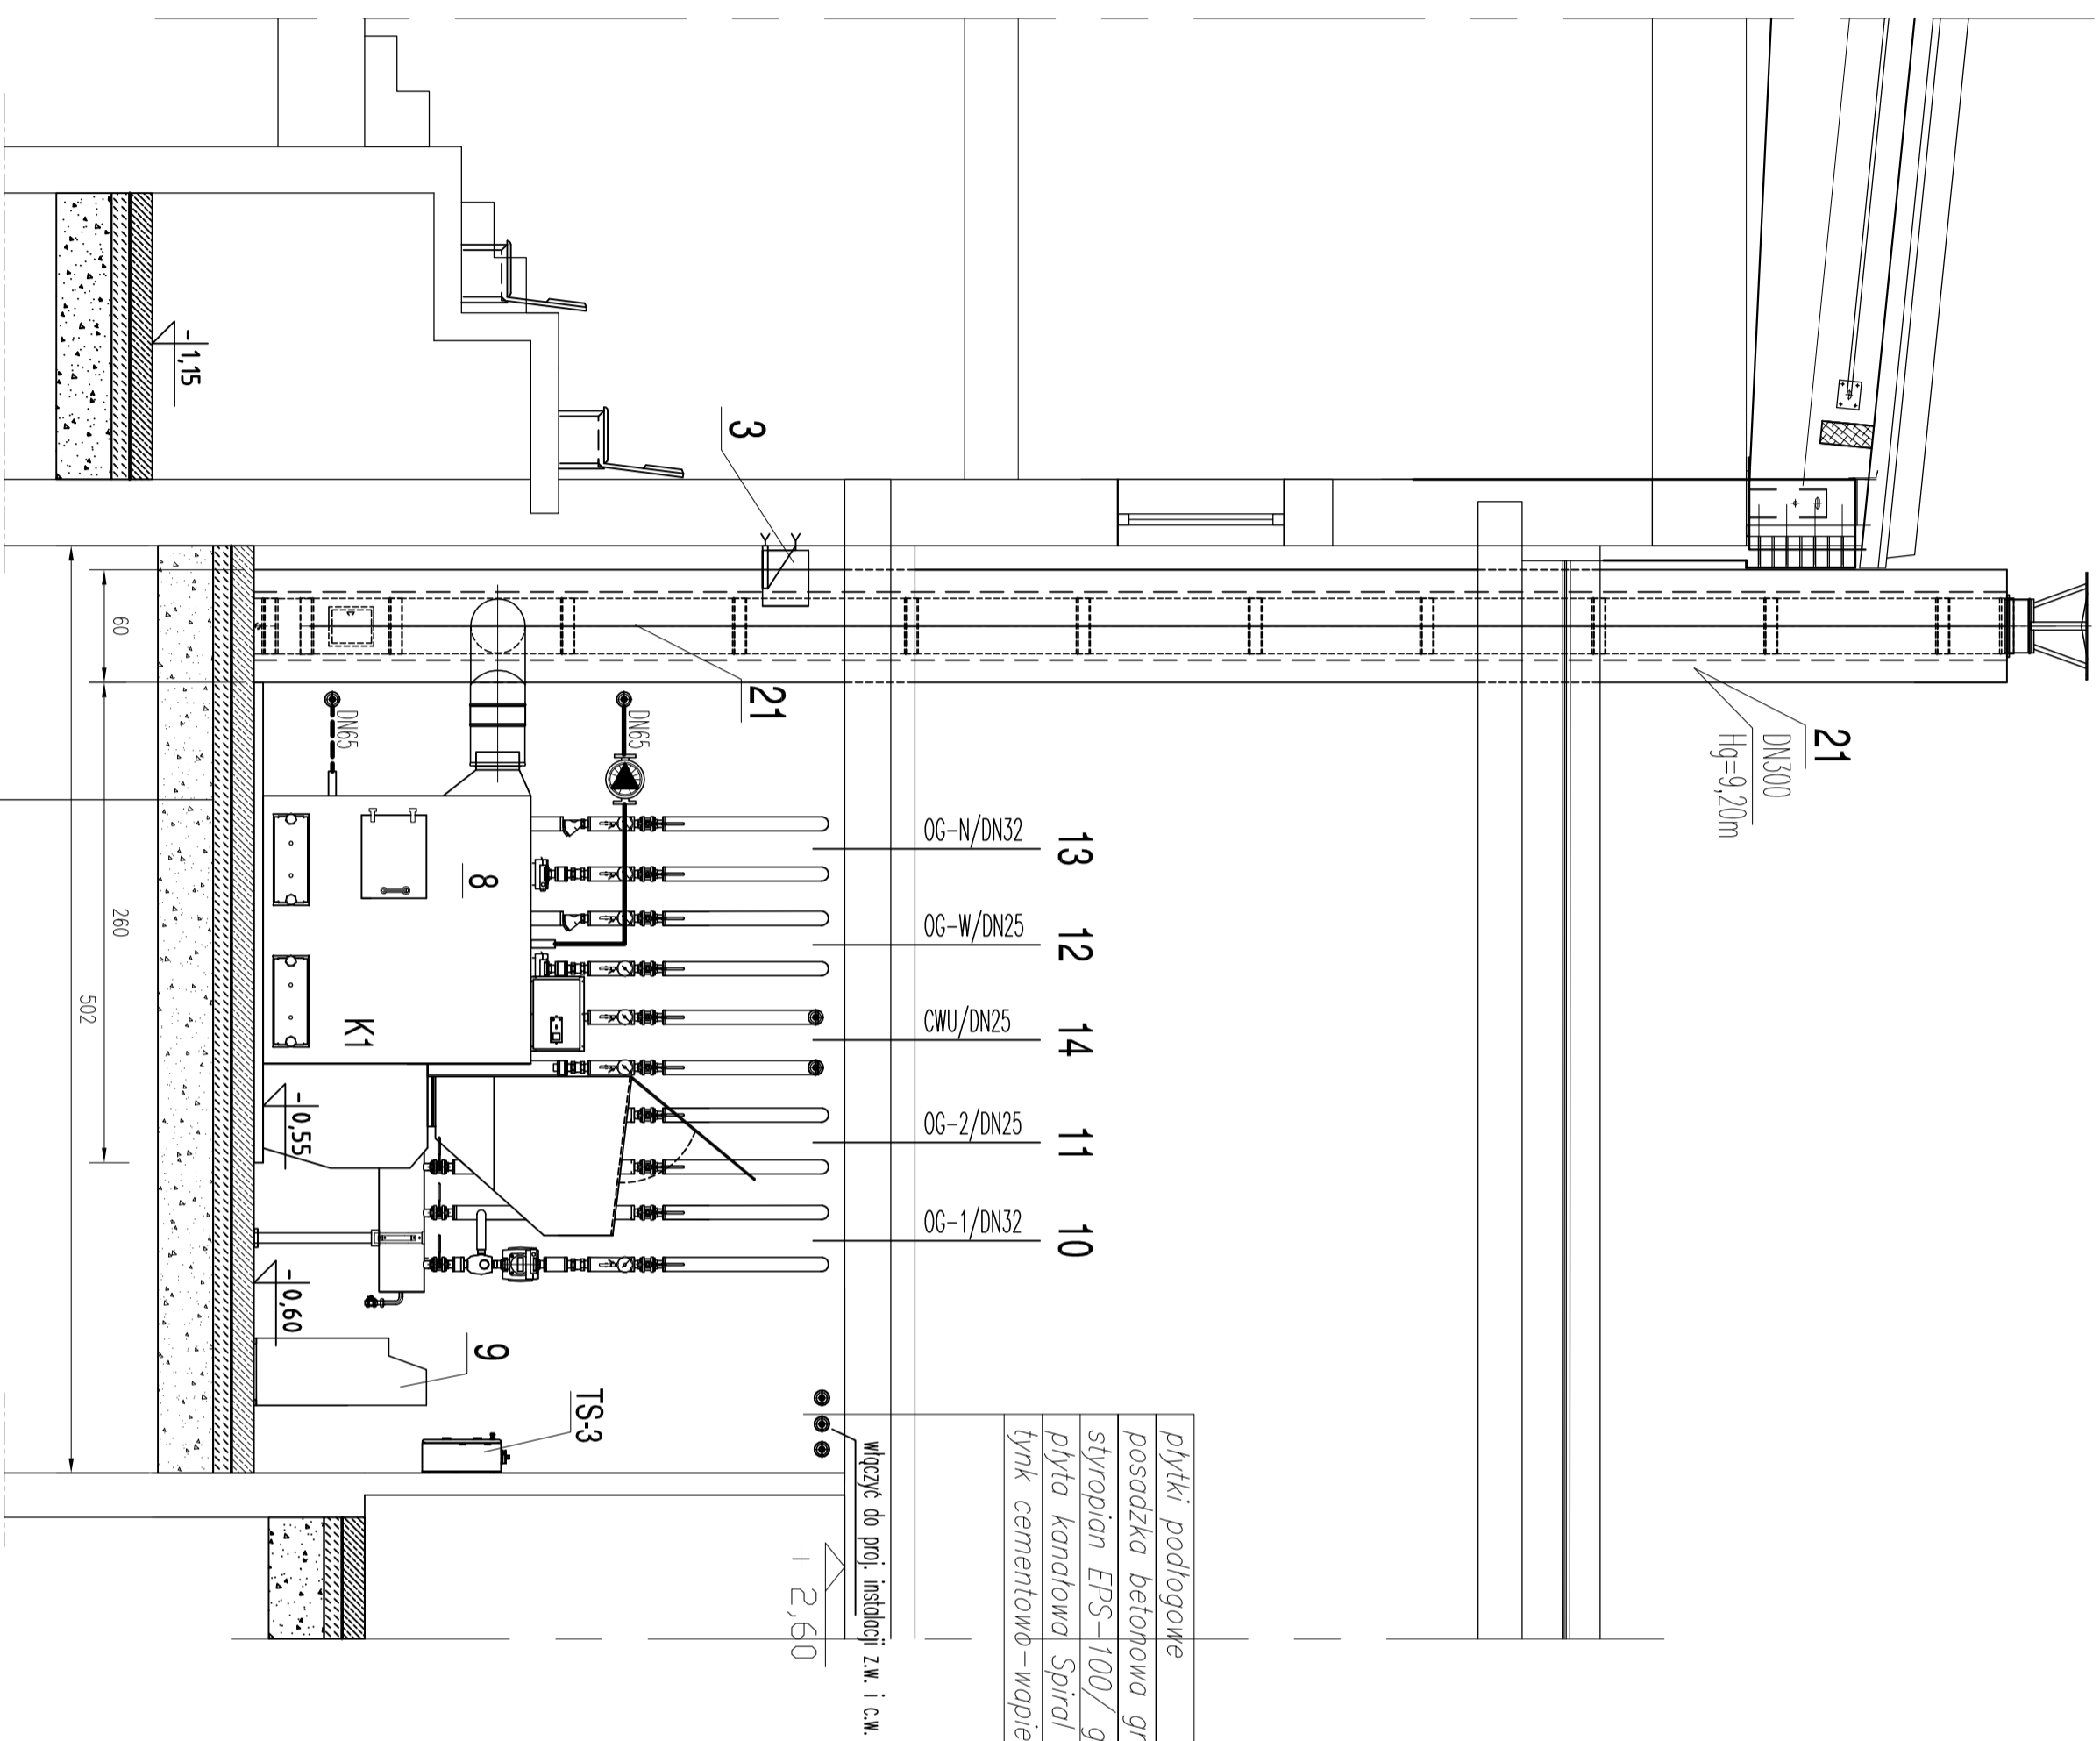 21
DN300
Hg=9,20m
13
OG-N/DN32
12
OG-W/DN25
14
CWU/DN25
11
OG-2/DN25
10
OG-1/DN32
płytki podłogowe
posadzka betonowa gr
styropian EPS-100/ g
płyta kanałowa Spiral
tynk cementowo-wapie
włączyć do proj. instalacji z.w. i c.w.
+ 2,60
3
21
DN65
DN65
8
K1
TS-3
9
-1,15
-0,55
-0,60
60
260
502